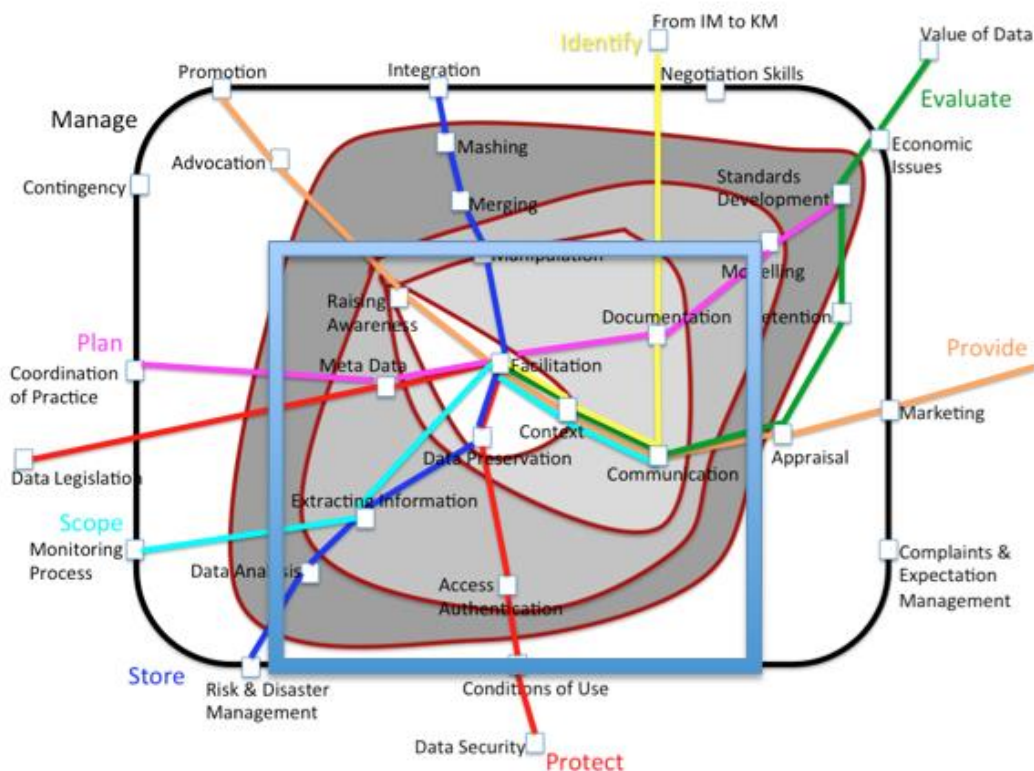 From IM to KM
Identify
Value of Data
Promotion
Integration
Negotiation Skills
Evaluate
Manage
Mashing
Economic
Issues
Advocation
Standards
Development
Contingency
Merging
Manipulation
Modelling
Raising
Awareness
Documentation
Retention
Plan
Meta Data
Facilitation
Provide
Coordination
of Practice
Marketing
Context
Data Preservation
Communication
Appraisal
Data Legislation
Extracting Information
Scope
Monitoring
Process
Complaints &
Expectation
Management
Data Analysis
Access
Authentication
Store
Risk & Disaster
Management
Conditions of Use
Data Security
Protect